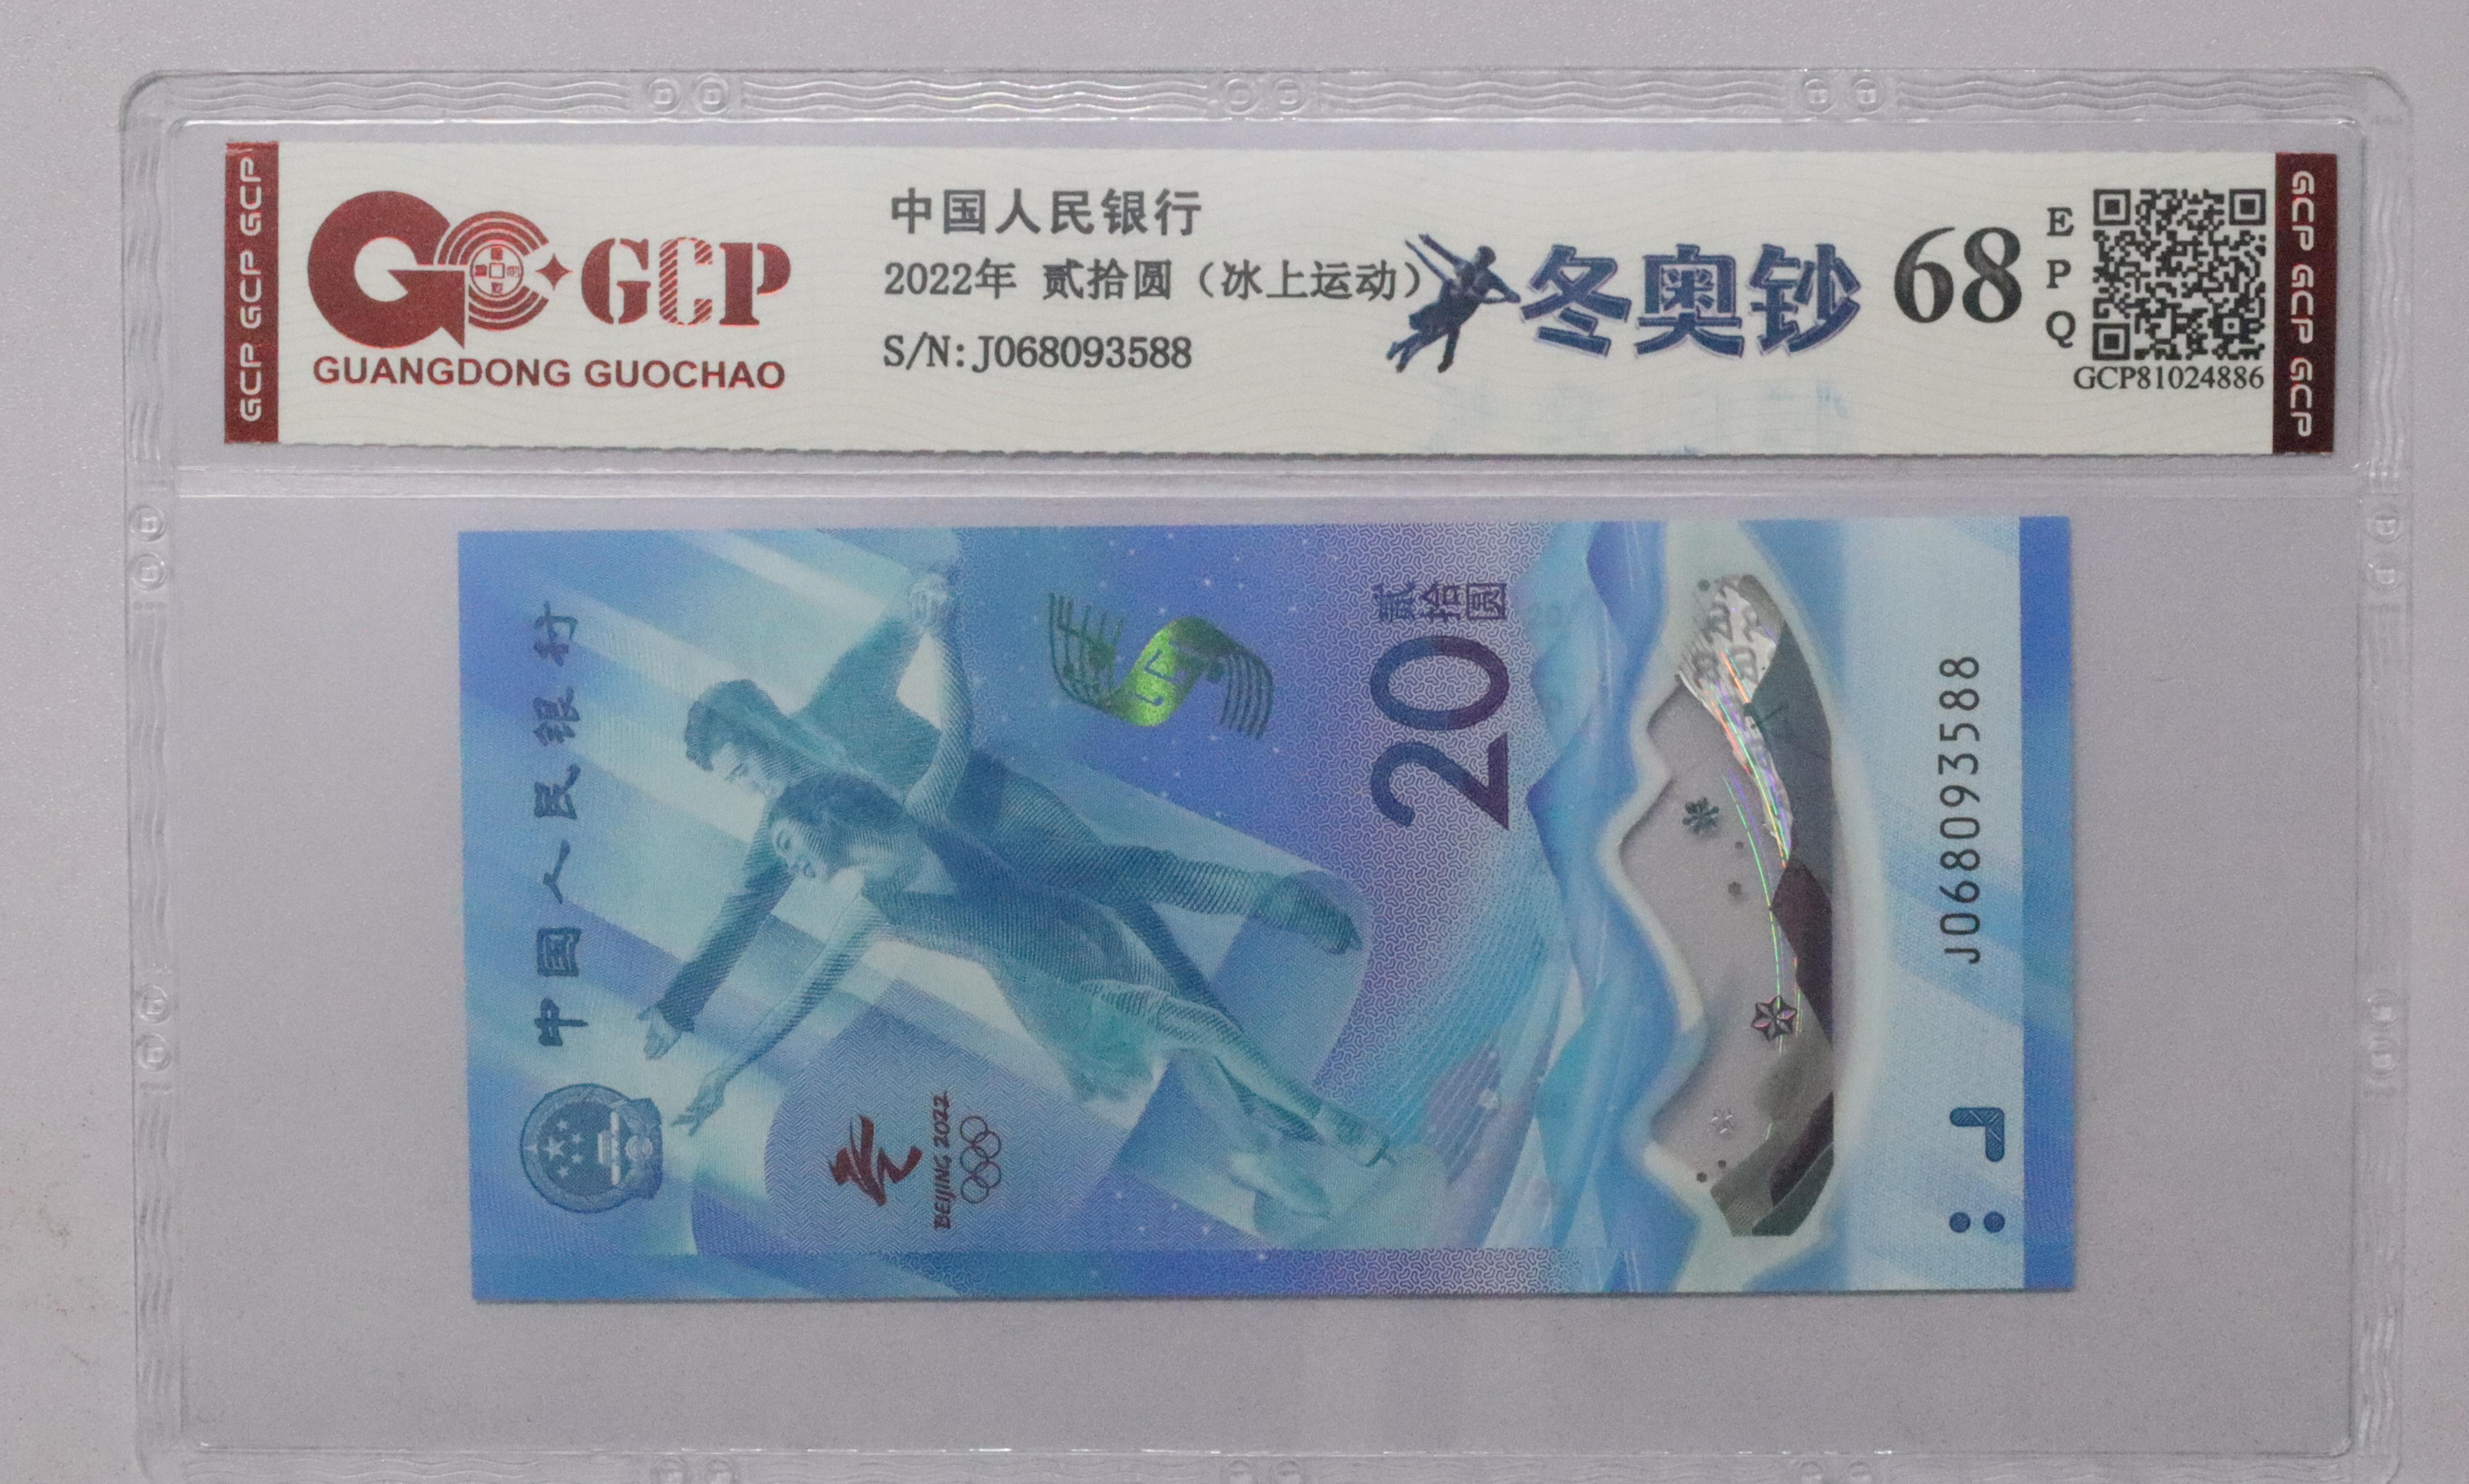 GCP GCP GCP
GCP
GUANGDONG GUOCHAO
中国人民银行
2022年 贰拾圆（冰上运动）
S/N: J068093588
冬奥钞
68
E
P
Q
GCP81024886
GCP GCP GCP
中国人民银行
BEIJING 2022
20
贰拾圆
J068093588